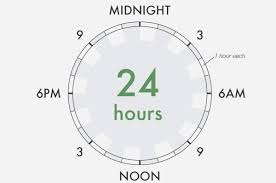 MIDNIGHT
9
3
1 hour each
6PM
24
hours
6AM
3
9
NOON